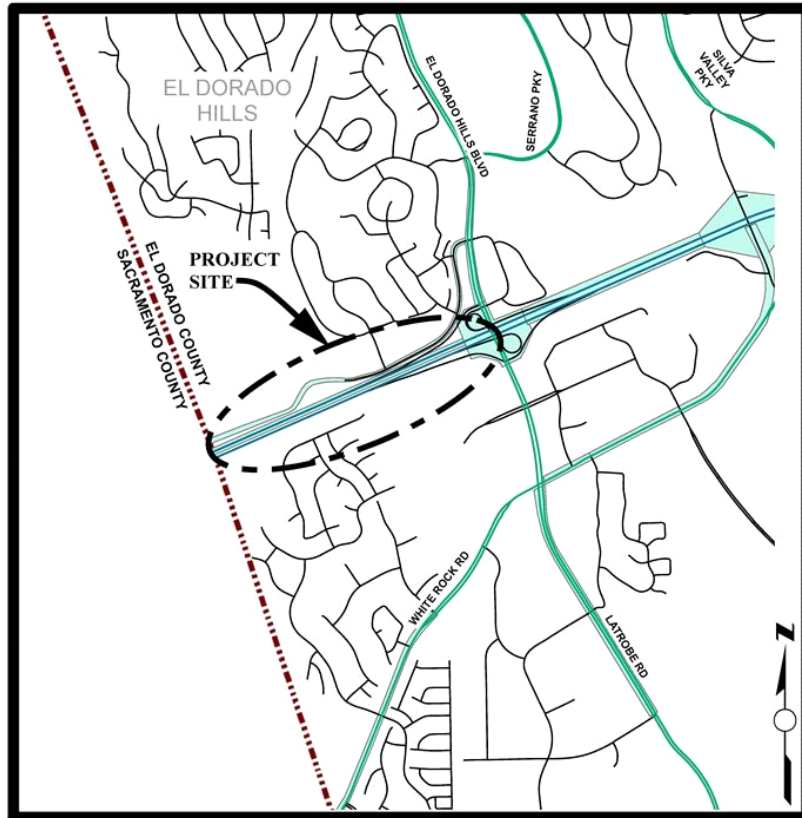 EL DORADO
HILLS
EL DORADO HILLS BLVD
SERRANO PKY
SILVA
VALLEY
PKY
PROJECT
SITE
EL DORADO COUNTY
SACRAMENTO COUNTY
WHITE ROCK RD
LATROBE RD
N